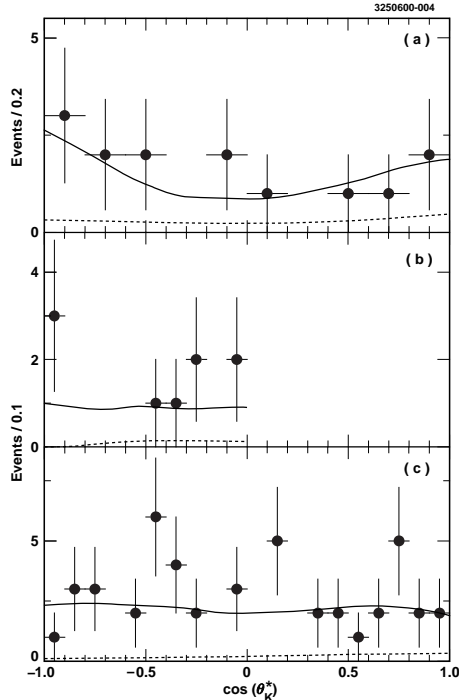 3250600-004
( a )
5
Events / 0.2
0
( b )
4
2
0
Events / 0.1
( c )
5
0
−1.0 −0.5 0 0.5 1.0
cos (θ*K)